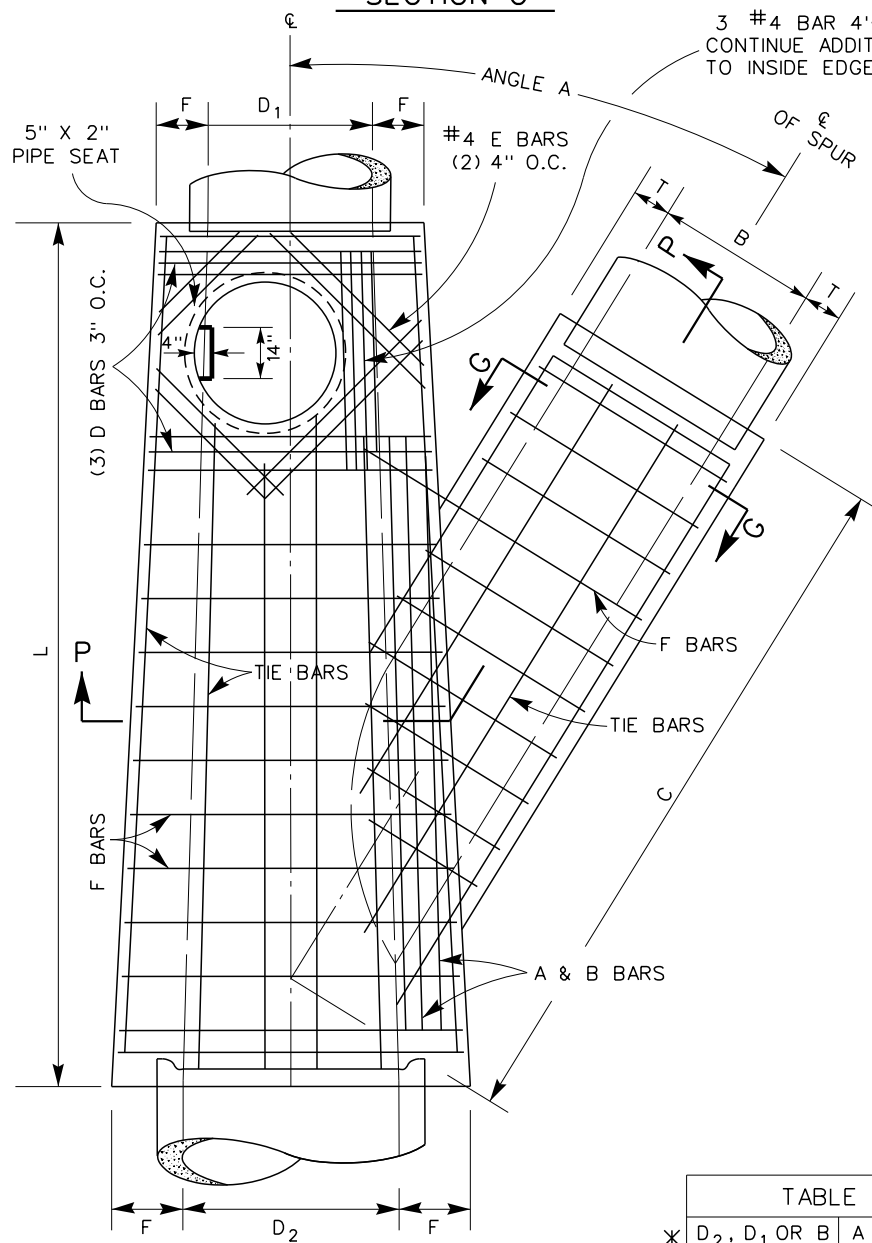 SECTION C
℄
3 #4 BAR 4'
CONTINUE ADDIT
TO INSIDE EDGE
ANGLE A
℄
OF SPUR
F
D1
F
5" X 2"
PIPE SEAT
#4 E BARS
(2) 4" O.C.
T
B
T
P
4"
14"
(3) D BARS 3" O.C.
G
G
L
P
TIE BARS
F BARS
TIE BARS
C
F BARS
A & B BARS
F
D2
F
TABLE
* D2, D1 OR B
A